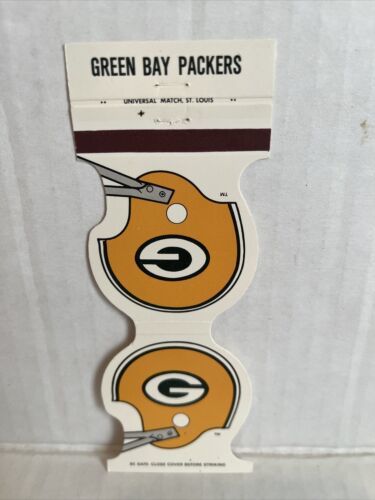 GREEN BAY PACKERS
UNIVERSAL MATCH, ST. LOUIS
TM
G
G
TM
BE SAFE CLOSE COVER BEFORE STRIKING